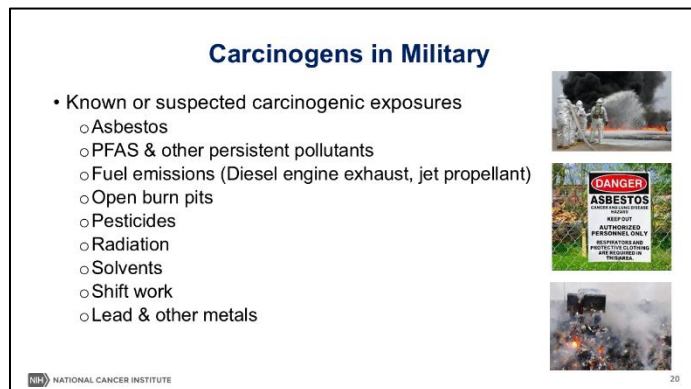 Carcinogens in Military
• Known or suspected carcinogenic exposures
o Asbestos
o PFAS & other persistent pollutants
o Fuel emissions (Diesel engine exhaust, jet propellant)
o Open burn pits
o Pesticides
o Radiation
o Solvents
o Shift work
o Lead & other metals
DANGER
ASBESTOS
CANCER AND LUNG DISEASE
HAZARD
KEEP OUT
AUTHORIZED
PERSONNEL ONLY
RESPIRATORS AND
PROTECTIVE CLOTHING
ARE REQUIRED IN
THIS AREA.
NIH NATIONAL CANCER INSTITUTE
20